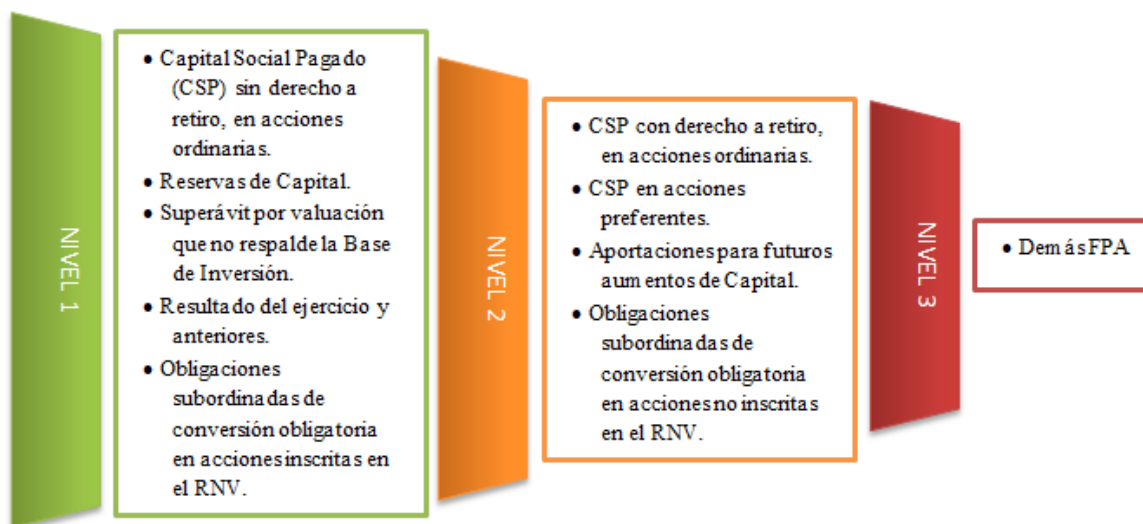 NIVEL 1
• Capital Social Pagado
(CSP) sin derecho a
retiro, en acciones
ordinarias.
• Reservas de Capital.
• Superávit por valuación
que no respalde la Base
de Inversión.
• Resultado del ejercicio y
anteriores.
• Obligaciones
subordinadas de
conversión obligatoria
en acciones inscritas en
el RNV.
NIVEL 2
• CSP con derecho a retiro,
en acciones ordinarias.
• CSP en acciones
preferentes.
• Aportaciones para futuros
aumentos de Capital.
• Obligaciones
subordinadas de
conversión obligatoria
en acciones no inscritas
en el RNV.
NIVEL 3
• Demás FPA